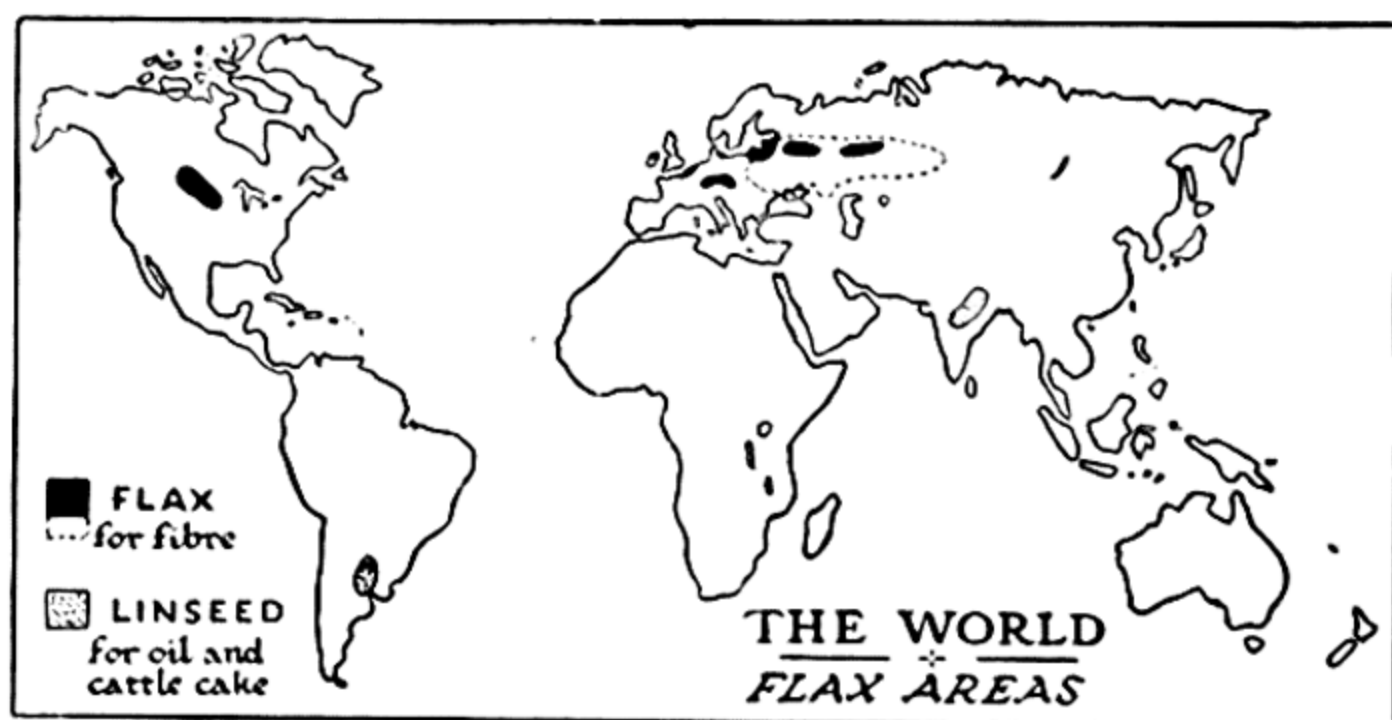 FLAX
for fibre
LINSEED
for oil and
cattle cake
THE WORLD
FLAX AREAS